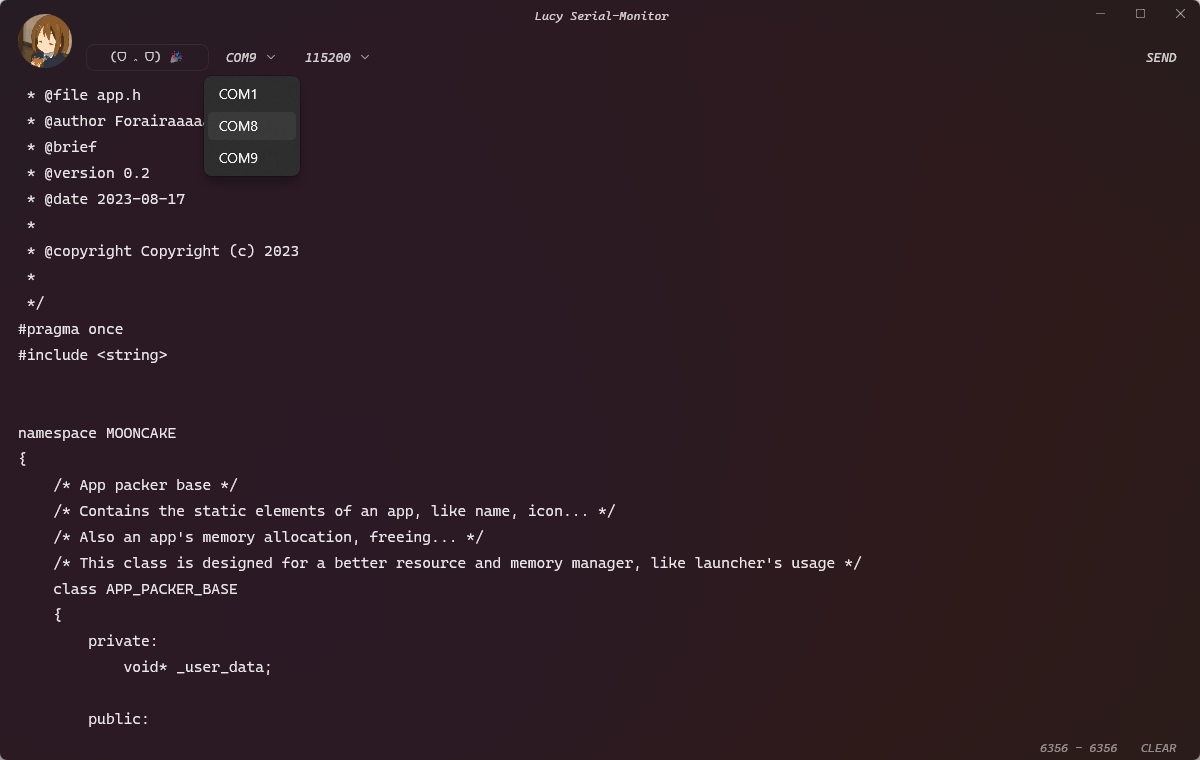 Lucy Serial-Monitor
COM9 115200 SEND
COM1
COM8
COM9
* @file app.h
* @author Forairaaaa
* @brief
* @version 0.2
* @date 2023-08-17
*
* @copyright Copyright (c) 2023
*
*/
#pragma once
#include <string>
namespace MOONCAKE
{
/* App packer base */
/* Contains the static elements of an app, like name, icon... */
/* Also an app's memory allocation, freeing... */
/* This class is designed for a better resource and memory manager, like launcher's usage */
class APP_PACKER_BASE
{
private:
void* _user_data;
public:
6356 - 6356 CLEAR